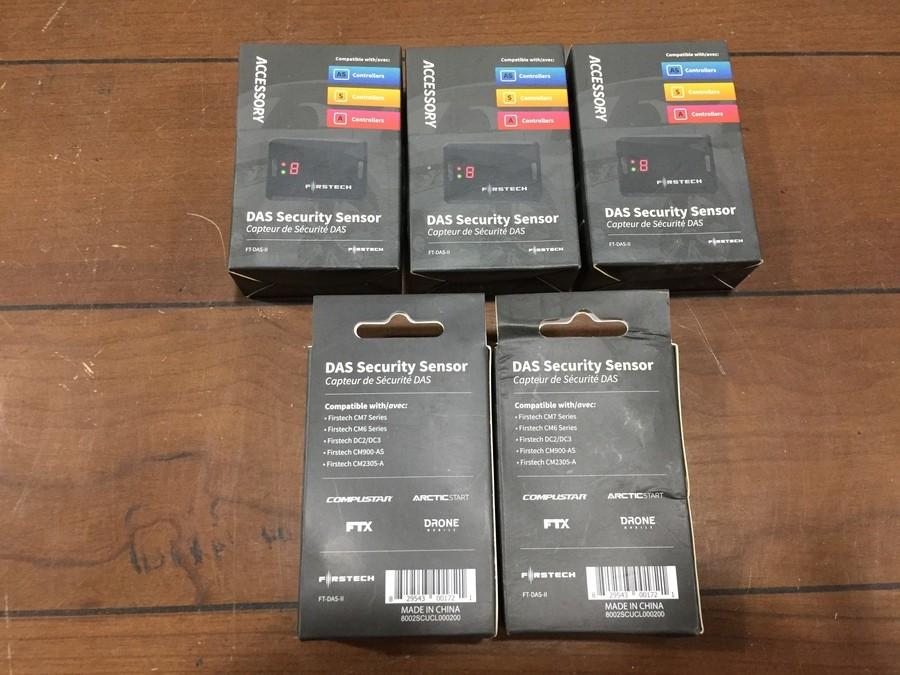 ACCESSORY
Compatible with/avec:
AS Controllers
S Controllers
A Controllers
8
FIRSTECH
DAS Security Sensor
Capteur de Sécurité DAS
FT-DAS-II FIRSTECH
ACCESSORY
Compatible with/avec:
AS Controllers
S Controllers
A Controllers
8
FIRSTECH
DAS Security Sensor
Capteur de Sécurité DAS
FT-DAS-II FIRSTECH
ACCESSORY
Compatible with/avec:
AS Controllers
S Controllers
A Controllers
8
FIRSTECH
DAS Security Sensor
Capteur de Sécurité DAS
FT-DAS-II FIRSTECH
DAS Security Sensor
Capteur de Sécurité DAS
Compatible with/avec:
• Firstech CM7 Series
• Firstech CM6 Series
• Firstech DC2/DC3
• Firstech CM900-AS
• Firstech CM2305-A
COMPUSTAR ARCTICSTART
FTX DRONE MOBILE
FIRSTECH
FT-DAS-II
8 29543 00172 1
MADE IN CHINA
8002SCUCL000200
DAS Security Sensor
Capteur de Sécurité DAS
Compatible with/avec:
• Firstech CM7 Series
• Firstech CM6 Series
• Firstech DC2/DC3
• Firstech CM900-AS
• Firstech CM2305-A
COMPUSTAR ARCTICSTART
FTX DRONE MOBILE
FIRSTECH
FT-DAS-II
8 29543 00172 1
MADE IN CHINA
8002SCUCL000200